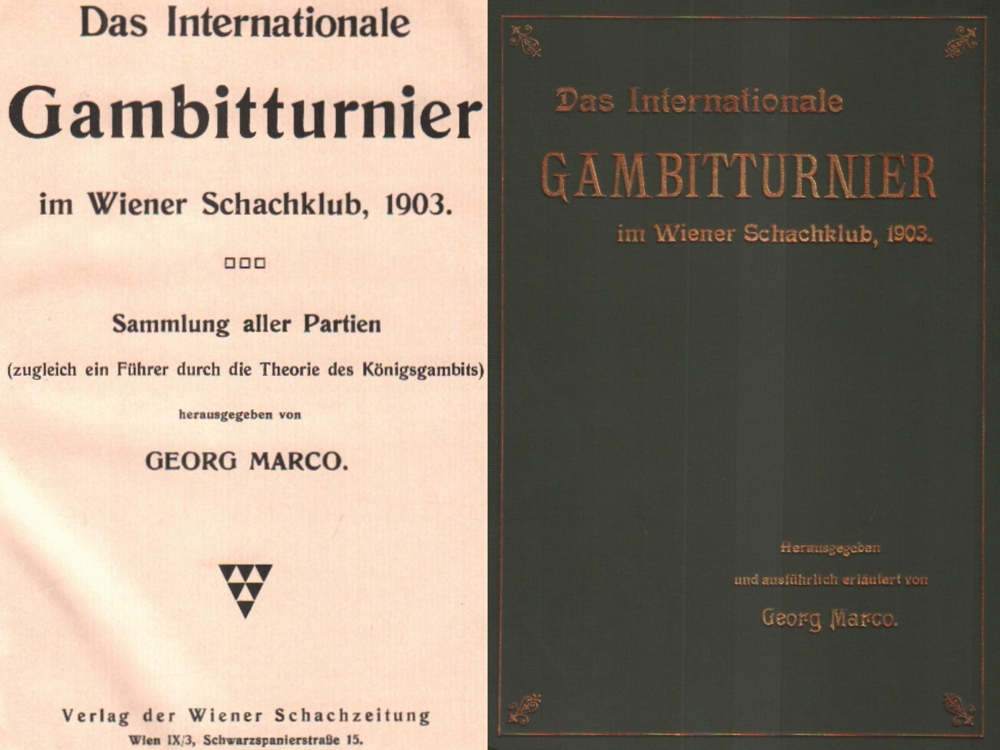 Das Internationale
Gambitturnier
im Wiener Schachklub, 1903.
Sammlung aller Partien
(zugleich ein Führer durch die Theorie des Königsgambits)
herausgegeben von
GEORG MARCO.
Verlag der Wiener Schachzeitung
Wien IX/3, Schwarzspanierstraße 15.
Das Internationale
GAMBITTURNIER
im Wiener Schachklub, 1903.
Herausgegeben
und ausführlich erläutert von
Georg Marco.